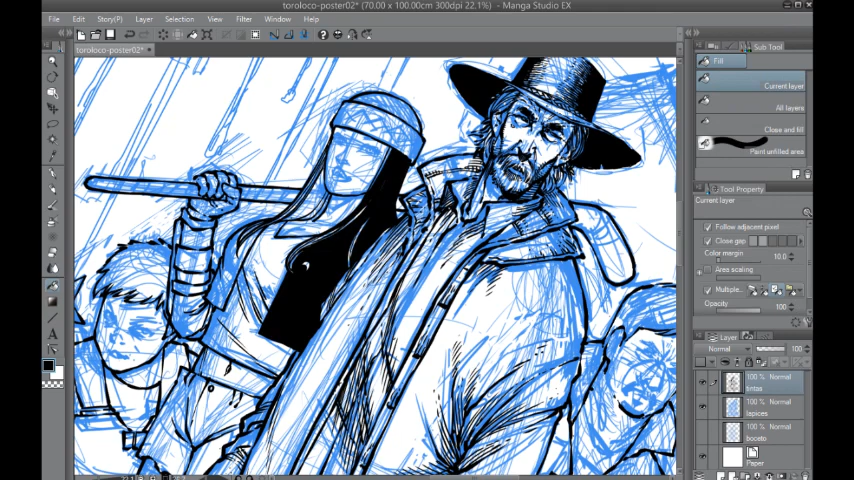 toroloco-poster02* (70.00 x 100.00cm 300dpi 22.1%) - Manga Studio EX
File Edit Story(P) Layer Selection View Filter Window Help
toroloco-poster02*
Sub Tool
Fill
Current layer
All layers
Close and fill
Paint unfilled area
Tool Property
Current layer
Follow adjacent pixel
Close gap
Color margin 10.0
Area scaling
Multiple
Opacity 100
Layer
Normal 100
100 % Normal
tintas
100 % Normal
lapices
100 % Normal
boceto
Paper